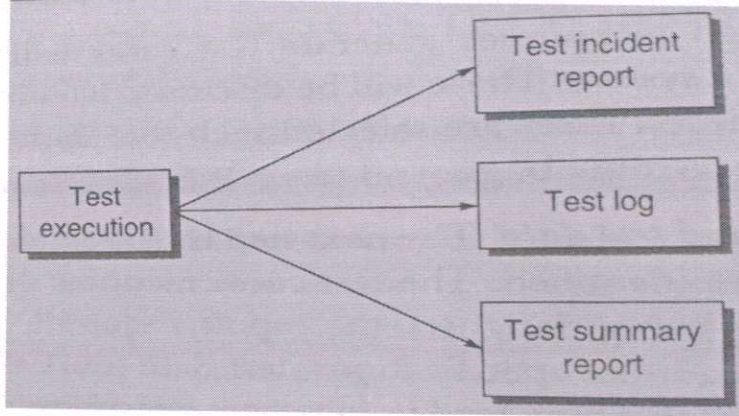 Test incident
report
Test
execution
Test log
Test summary
report